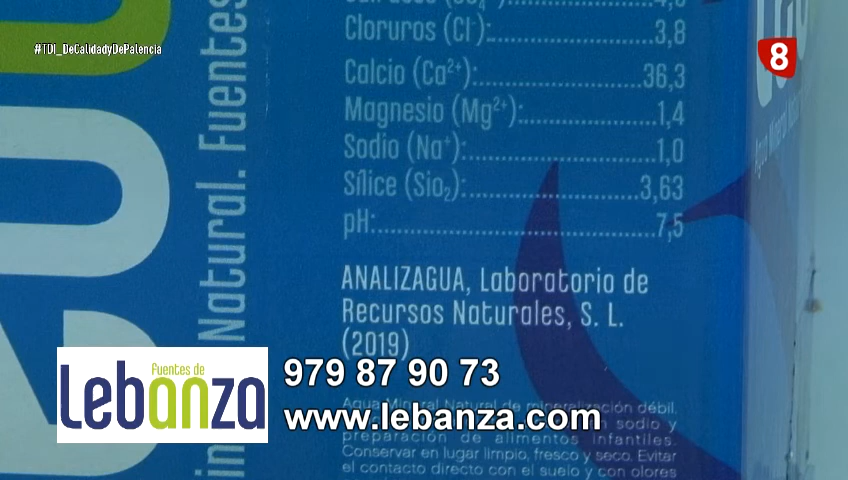 #TDI_DeCalidadyDePalencia
8
Cloruros (Cl⁻): 3,8
Calcio (Ca²⁺): 36,3
Magnesio (Mg²⁺): 1,4
Sodio (Na⁺): 1,0
Sílice (Sio₂): 3,63
pH: 7,5
ANALIZAGUA, Laboratorio de
Recursos Naturales, S. L.
(2019)
Natural. Fuentes
Fuentes de
Lebanza
979 87 90 73
www.lebanza.com
Agua Mineral Natural de mineralización débil.
sodio y
preparación de alimentos infantiles.
Conservar en lugar limpio, fresco y seco. Evitar
el contacto directo con el suelo y con olores
Agua Mineral